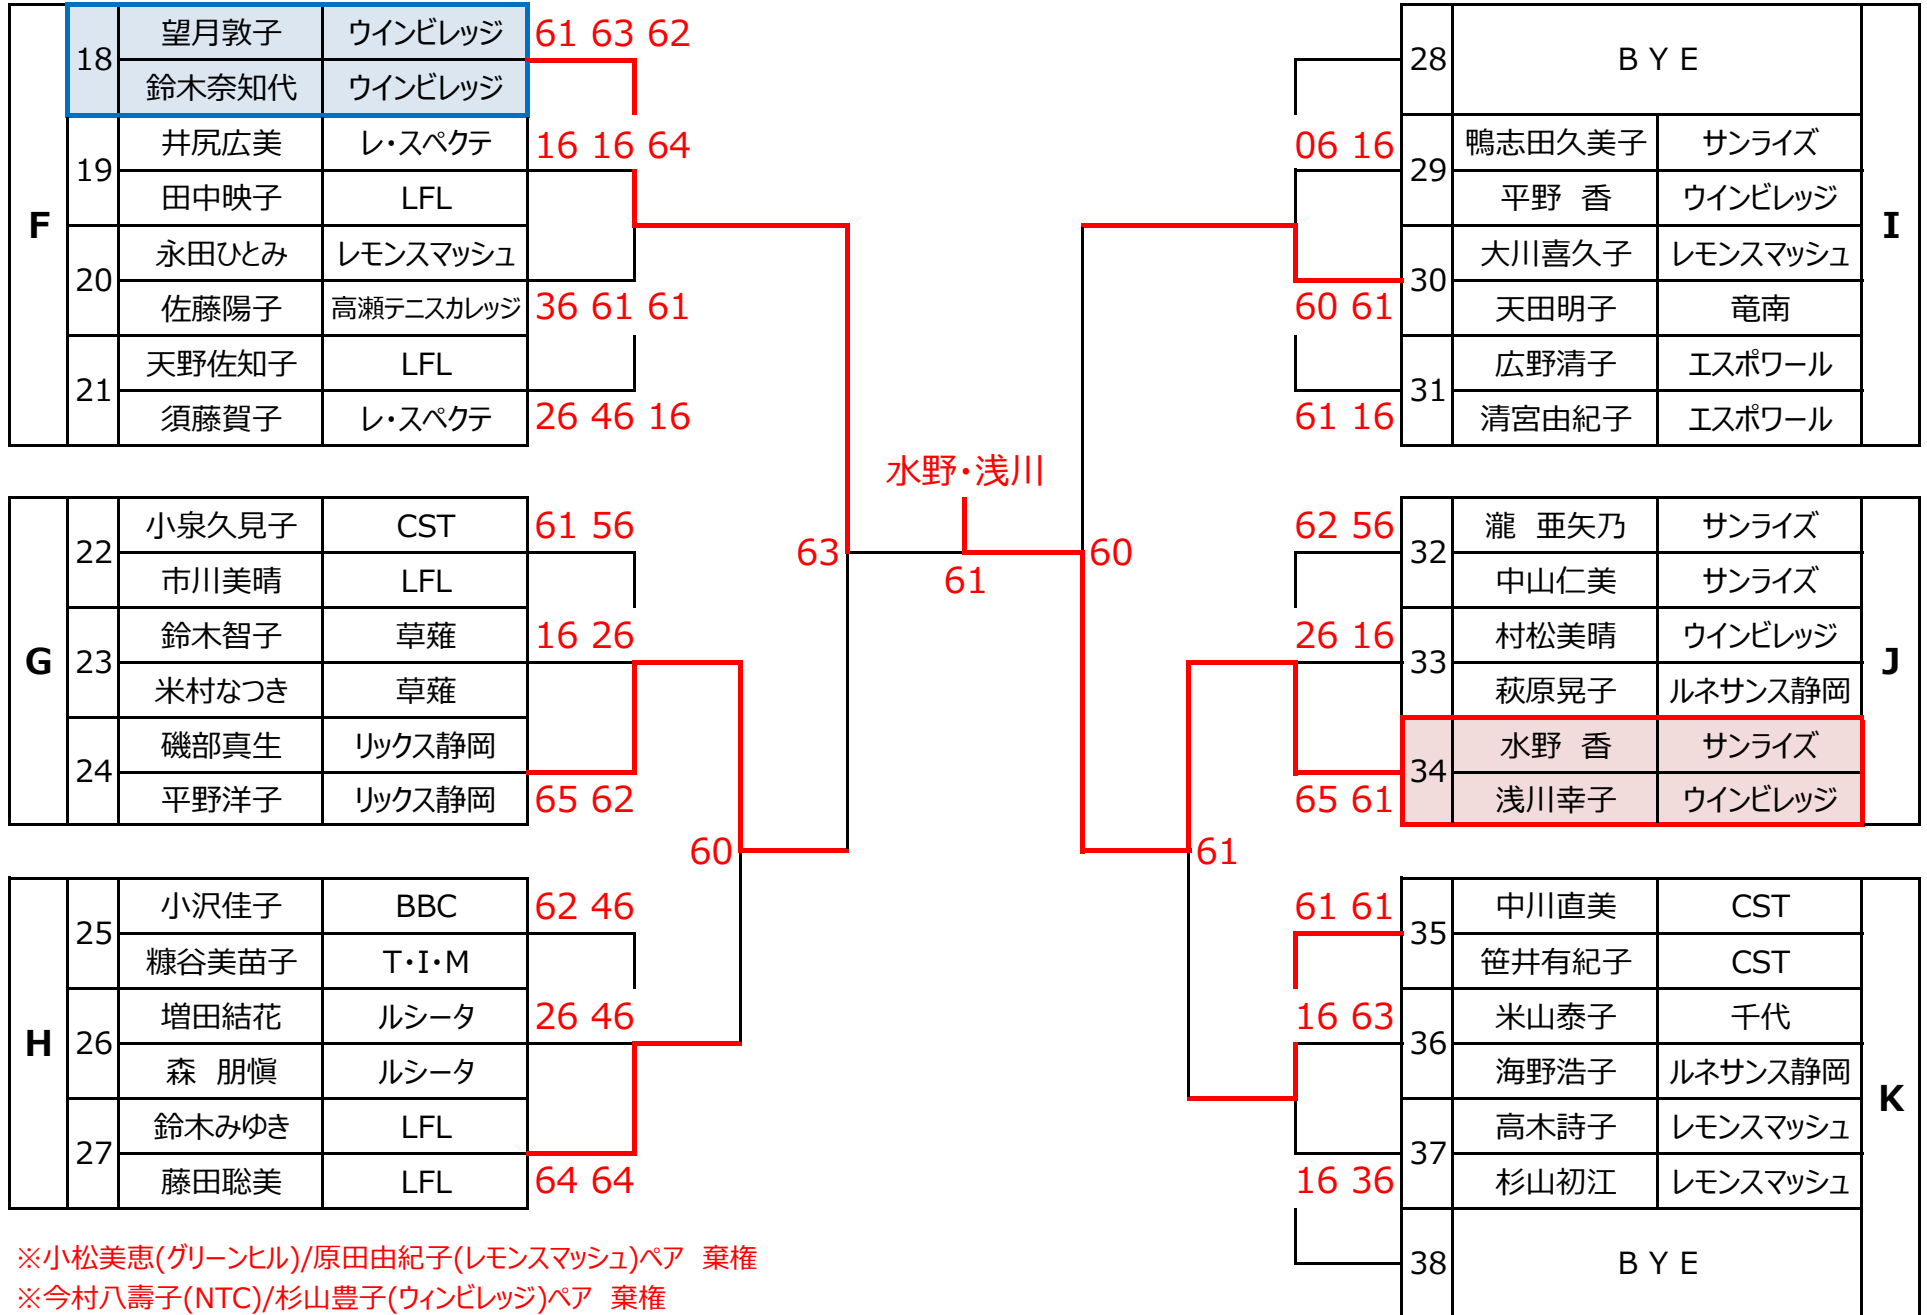 F
18 望月敦子 ウインビレッジ 61 63 62
鈴木奈知代 ウインビレッジ
19 井尻広美 レ・スペクテ 16 16 64
田中映子 LFL
20 永田ひとみ レモンスマッシュ
佐藤陽子 高瀬テニスカレッジ 36 61 61
21 天野佐知子 LFL
須藤賀子 レ・スペクテ 26 46 16
G
22 小泉久見子 CST 61 56
市川美晴 LFL
23 鈴木智子 草薙 16 26
米村なつき 草薙
24 磯部真生 リックス静岡
平野洋子 リックス静岡 65 62
H
25 小沢佳子 BBC 62 46
糠谷美苗子 T・I・M
26 増田結花 ルシータ 26 46
森 朋愼 ルシータ
27 鈴木みゆき LFL
藤田聡美 LFL 64 64
60
63
水野・浅川
61
60
61
I
28 BYE
06 16 29 鴨志田久美子 サンライズ
平野 香 ウインビレッジ
30 大川喜久子 レモンスマッシュ
60 61 天田明子 竜南
31 広野清子 エスポワール
61 16 清宮由紀子 エスポワール
J
62 56 32 瀧 亜矢乃 サンライズ
中山仁美 サンライズ
26 16 33 村松美晴 ウインビレッジ
萩原晃子 ルネサンス静岡
34 水野 香 サンライズ
65 61 浅川幸子 ウインビレッジ
K
61 61 35 中川直美 CST
笹井有紀子 CST
16 63 36 米山泰子 千代
海野浩子 ルネサンス静岡
37 高木詩子 レモンスマッシュ
16 36 杉山初江 レモンスマッシュ
38 BYE
※小松美恵(グリーンヒル)/原田由紀子(レモンスマッシュ)ペア 棄権
※今村八壽子(NTC)/杉山豊子(ウィンビレッジ)ペア 棄権